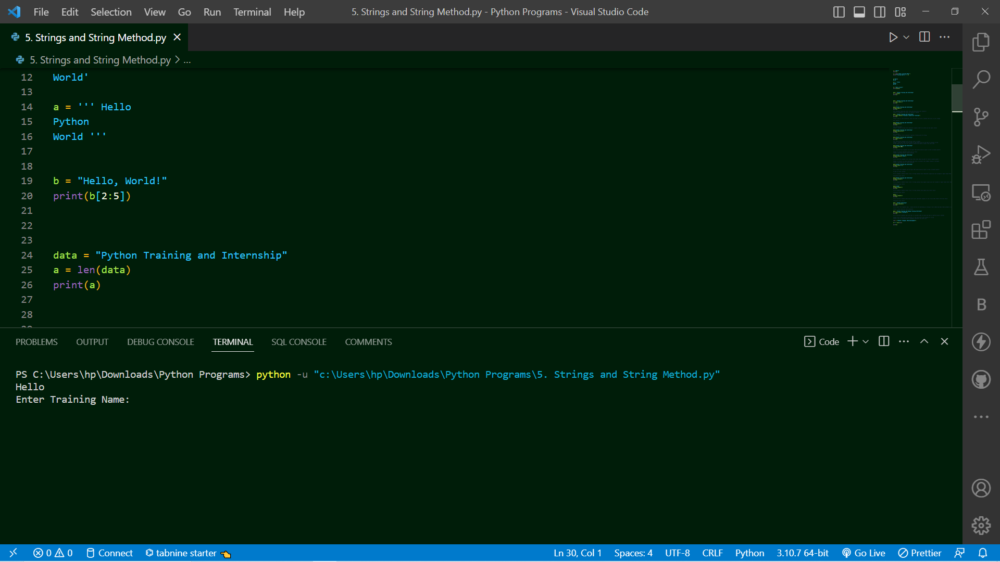 File Edit Selection View Go Run Terminal Help 5. Strings and String Method.py - Python Programs - Visual Studio Code
5. Strings and String Method.py
5. Strings and String Method.py > ...
12 World'
13
14 a = ''' Hello
15 Python
16 World '''
17
18
19 b = "Hello, World!"
20 print(b[2:5])
21
22
23
24 data = "Python Training and Internship"
25 a = len(data)
26 print(a)
27
28
PROBLEMS OUTPUT DEBUG CONSOLE TERMINAL SQL CONSOLE COMMENTS Code
PS C:\Users\hp\Downloads\Python Programs> python -u "c:\Users\hp\Downloads\Python Programs\5. Strings and String Method.py"
Hello
Enter Training Name:
B
0 0 Connect tabnine starter Ln 30, Col 1 Spaces: 4 UTF-8 CRLF Python 3.10.7 64-bit Go Live Prettier